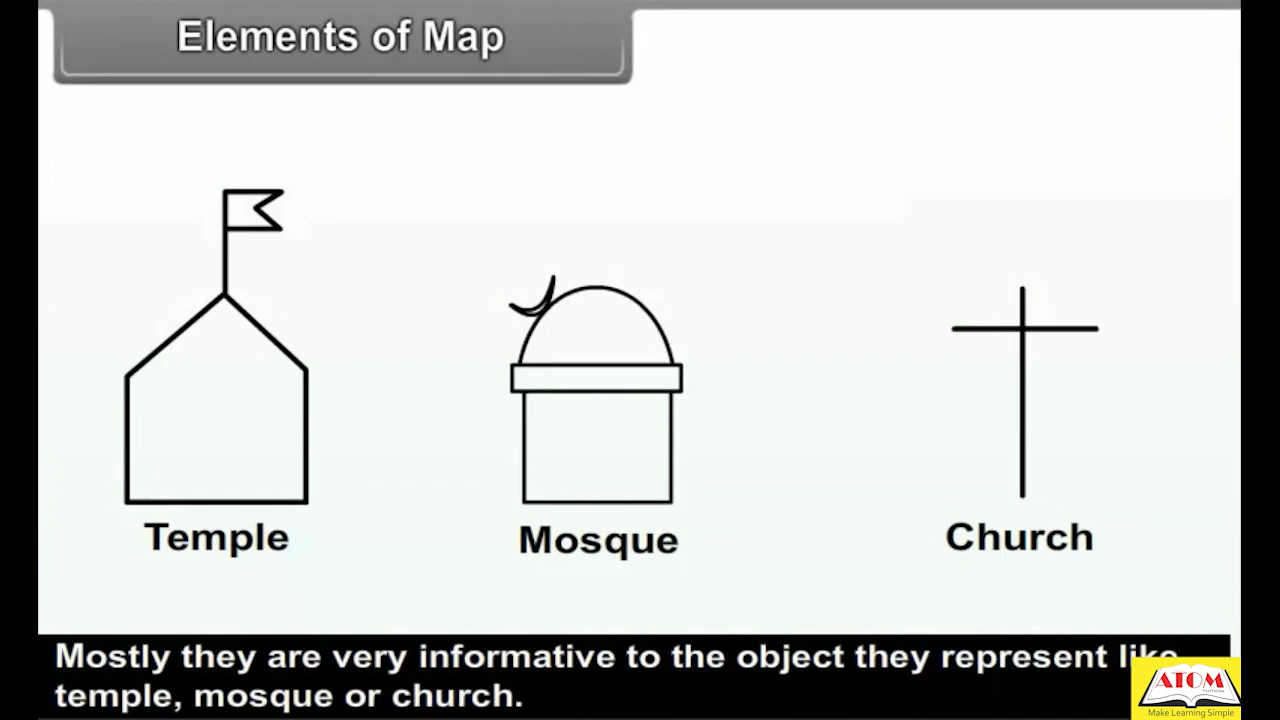 Elements of Map
Temple
Mosque
Church
Mostly they are very informative to the object they represent like
temple, mosque or church.
ATOM
Make Learning Simple